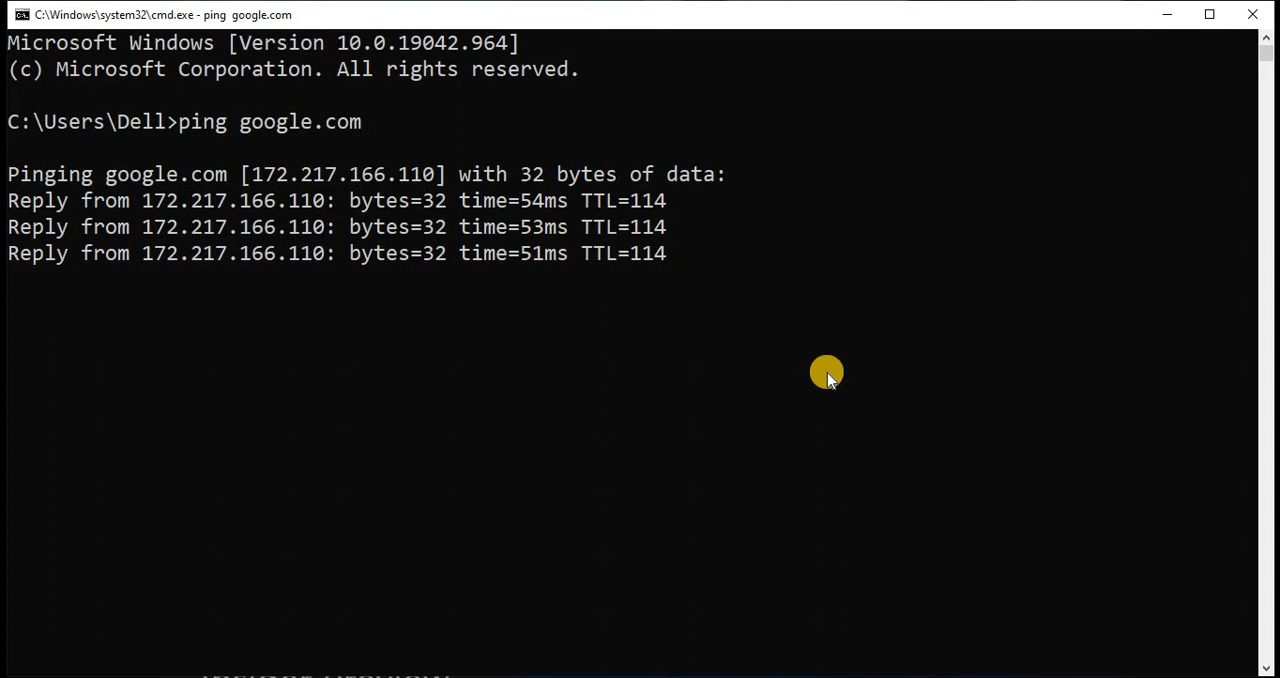 C:\Windows\system32\cmd.exe - ping  google.com
Microsoft Windows [Version 10.0.19042.964]
(c) Microsoft Corporation. All rights reserved.
C:\Users\Dell>ping google.com
Pinging google.com [172.217.166.110] with 32 bytes of data:
Reply from 172.217.166.110: bytes=32 time=54ms TTL=114
Reply from 172.217.166.110: bytes=32 time=53ms TTL=114
Reply from 172.217.166.110: bytes=32 time=51ms TTL=114